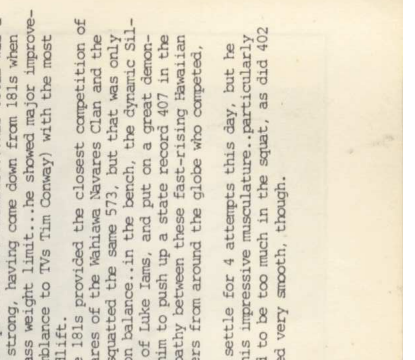 strong, having come down from 181s when
ass weight limit...he showed major improve-
mblance to TVs Tim Conway) with the most
lift.
e 181s provided the closest competition of
ares of the Wahiawa Navares Clan and the
squatted the same 573, but that was only
on balance..in the bench, the dynamic Sil-
of Luke Iams, and put on a great demon-
him to push up a state record 407 in the
pathy between these fast-rising Hawaiian
ers from around the globe who competed,
settle for 4 attempts this day, but he
his impressive musculature..particularly
d to be too much in the squat, as did 402
ed very smooth, though.